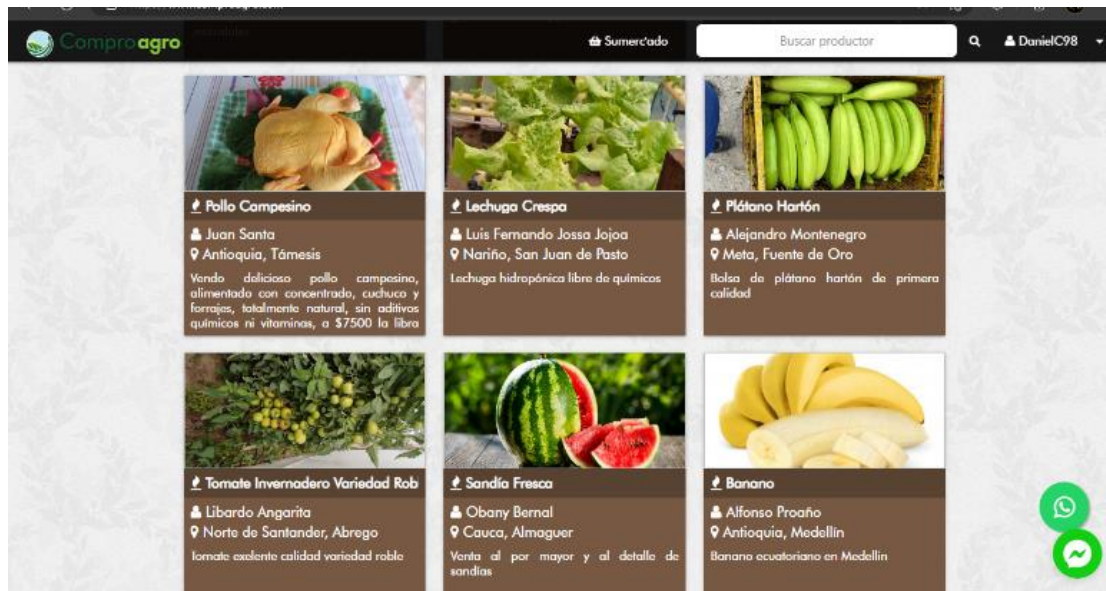 Comproagro
Sumerc'ado
Buscar productor
DanielC98
Pollo Campesino
Juan Santa
Antioquia, Támesis
Vendo delicioso pollo campesino,
alimentado con concentrado, cuchuco y
forrajes, totalmente natural, sin aditivos
químicos ni vitaminas, a $7500 la libra
Lechuga Crespa
Luis Fernando Jossa Jojoa
Nariño, San Juan de Pasto
Lechuga hidropónica libre de químicos
Plátano Hartón
Alejandro Montenegro
Meta, Fuente de Oro
Bolsa de plátano hartón de primera
calidad
Tomate Invernadero Variedad Rob
Libardo Angarita
Norte de Santander, Abrego
Tomate exelente calidad variedad roble
Sandía Fresca
Obany Bernal
Cauca, Almaguer
Venta al por mayor y al detalle de
sandías
Banano
Alfonso Proaño
Antioquia, Medellín
Banano ecuatoriano en Medellin